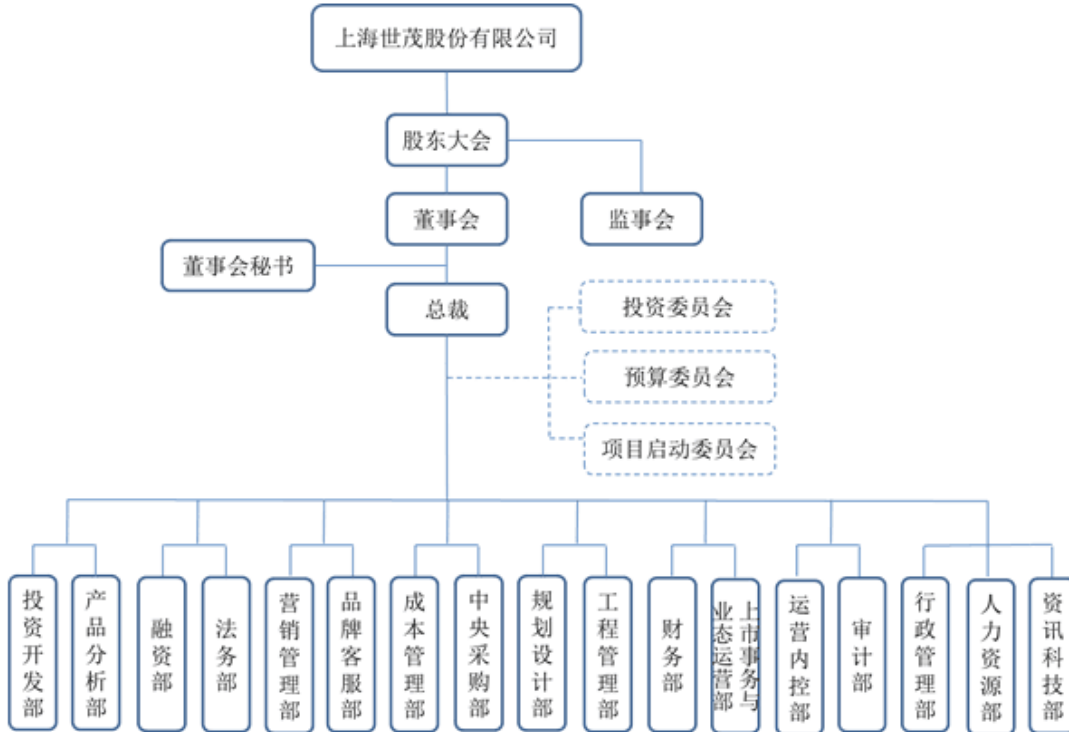 上海世茂股份有限公司
股东大会
董事会
监事会
董事会秘书
总裁
投资委员会
预算委员会
项目启动委员会
投资开发部
产品分析部
融资部
法务部
营销管理部
品牌客服部
成本管理部
中央采购部
规划设计部
工程管理部
财务部
上市事务与
业态运营部
运营内控部
审计部
行政管理部
人力资源部
资讯科技部